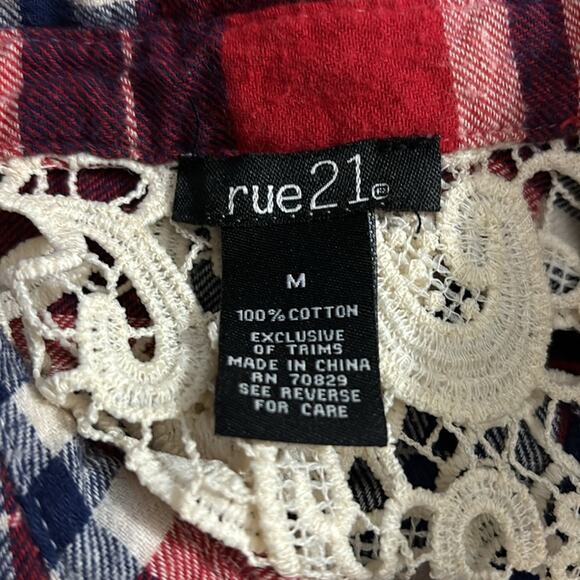 rue21®
M
100% COTTON
EXCLUSIVE
OF TRIMS
MADE IN CHINA
RN 70829
SEE REVERSE
FOR CARE